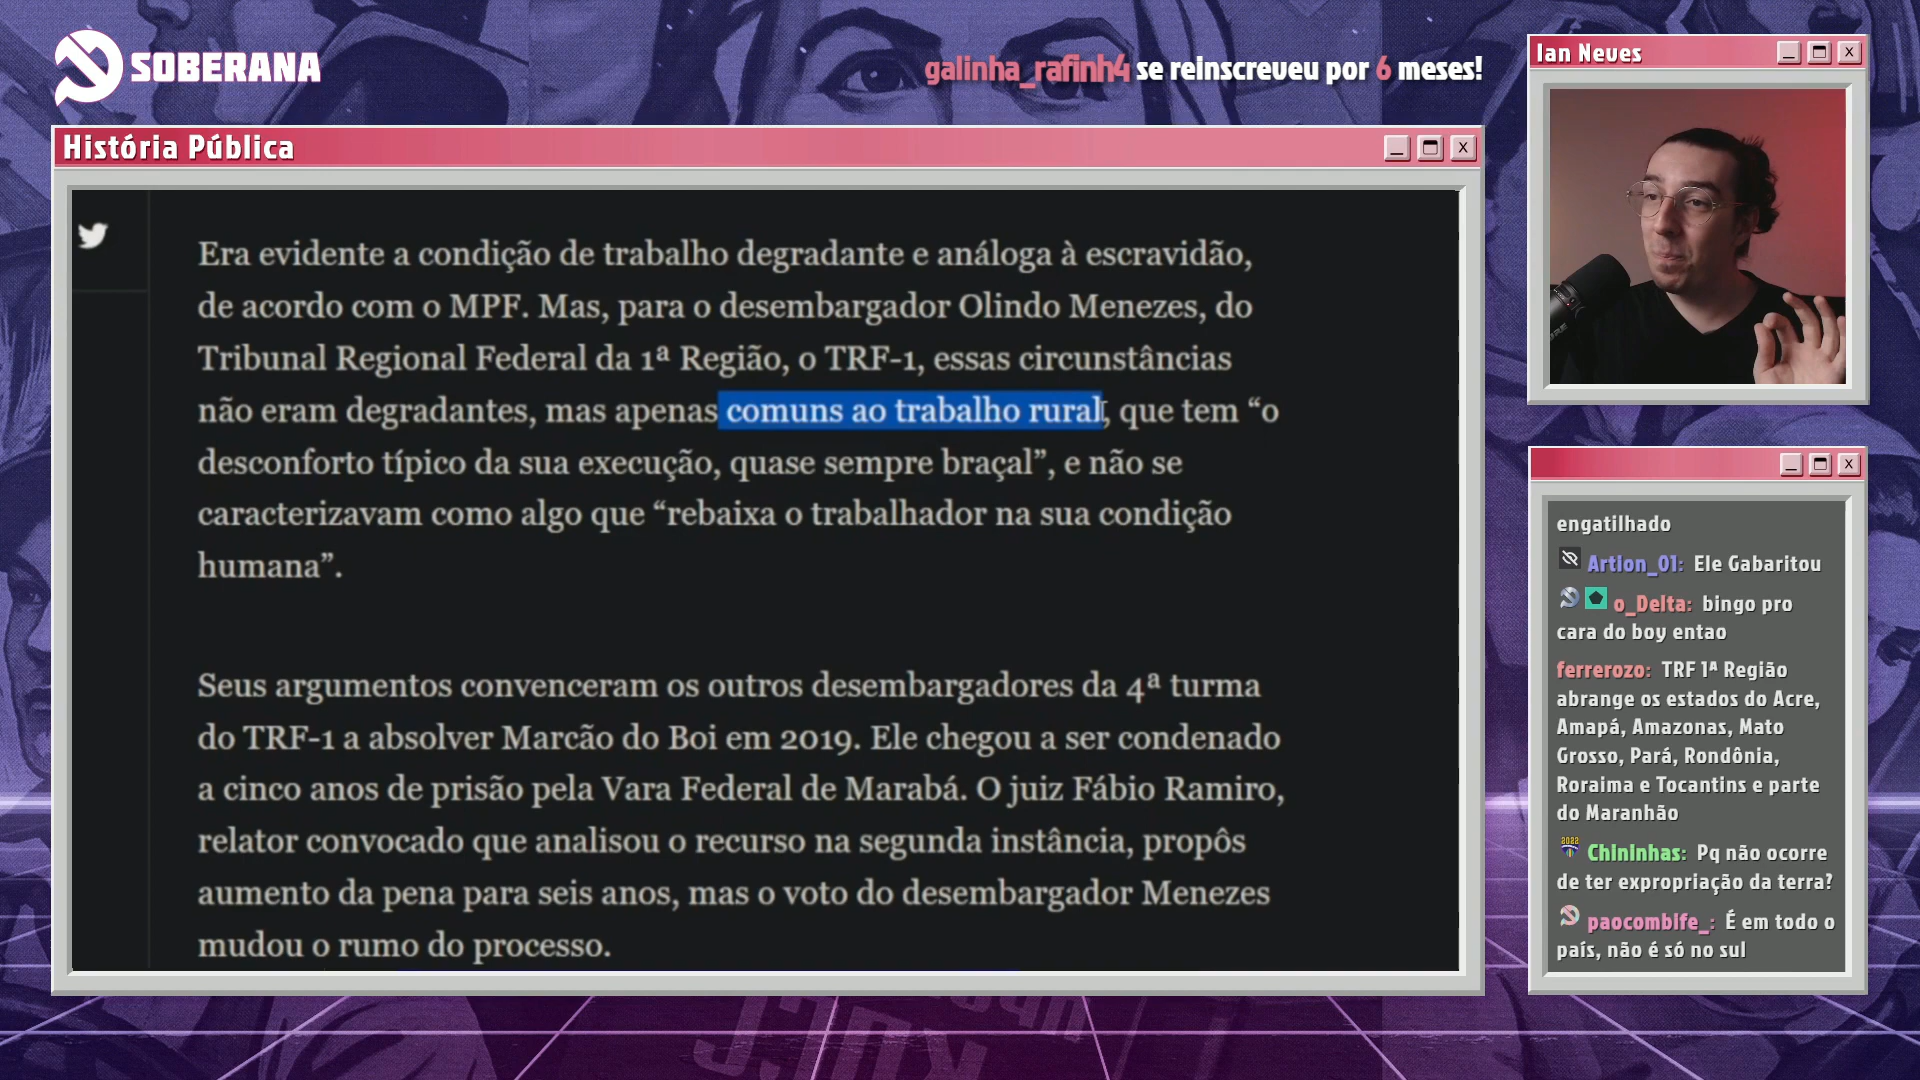 SOBERANA
galinha_rafinh4 se reinscreveu por 6 meses!
História Pública
Era evidente a condição de trabalho degradante e análoga à escravidão,
de acordo com o MPF. Mas, para o desembargador Olindo Menezes, do
Tribunal Regional Federal da 1ª Região, o TRF-1, essas circunstâncias
não eram degradantes, mas apenas comuns ao trabalho rural, que tem “o
desconforto típico da sua execução, quase sempre braçal”, e não se
caracterizavam como algo que “rebaixa o trabalhador na sua condição
humana”.
Seus argumentos convenceram os outros desembargadores da 4ª turma
do TRF-1 a absolver Marcão do Boi em 2019. Ele chegou a ser condenado
a cinco anos de prisão pela Vara Federal de Marabá. O juiz Fábio Ramiro,
relator convocado que analisou o recurso na segunda instância, propôs
aumento da pena para seis anos, mas o voto do desembargador Menezes
mudou o rumo do processo.
Ian Neves
engatilhado
Artion_01: Ele Gabaritou
o_Delta: bingo pro
cara do boy entao
ferrerozo: TRF 1ª Região
abrange os estados do Acre,
Amapá, Amazonas, Mato
Grosso, Pará, Rondônia,
Roraima e Tocantins e parte
do Maranhão
Chininhas: Pq não ocorre
de ter expropriação da terra?
paocombife_: É em todo o
país, não é só no sul